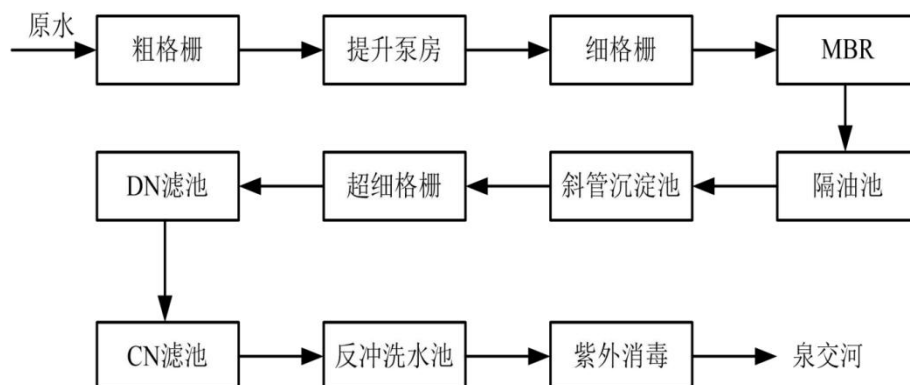 原水
粗格栅
提升泵房
细格栅
MBR
隔油池
斜管沉淀池
超细格栅
DN滤池
CN滤池
反冲洗水池
紫外消毒
泉交河